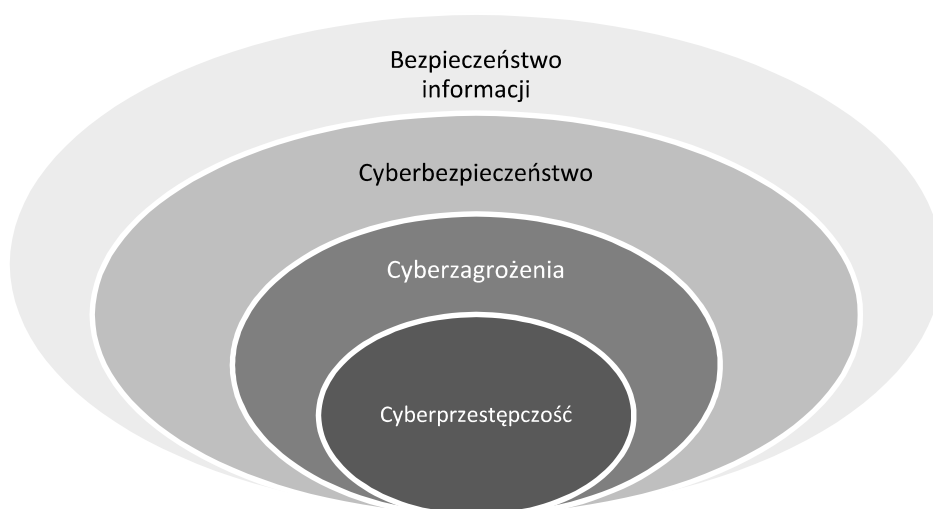 Bezpieczeństwo
informacji
Cyberbezpieczeństwo
Cyberzagrożenia
Cyberprzestępczość